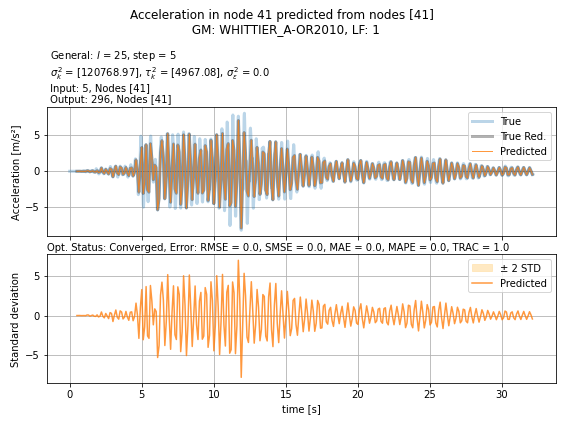 Acceleration in node 41 predicted from nodes [41]
GM: WHITTIER_A-OR2010, LF: 1
General: l = 25, step = 5
σ²ₖ = [120768.97], τ²ₖ = [4967.08], σ²ₑ = 0.0
Input: 5, Nodes [41]
Output: 296, Nodes [41]
True
True Red.
Predicted
Acceleration [m/s²]
5
0
−5
Opt. Status: Converged, Error: RMSE = 0.0, SMSE = 0.0, MAE = 0.0, MAPE = 0.0, TRAC = 1.0
± 2 STD
Predicted
Standard deviation
5
0
−5
0 5 10 15 20 25 30
time [s]